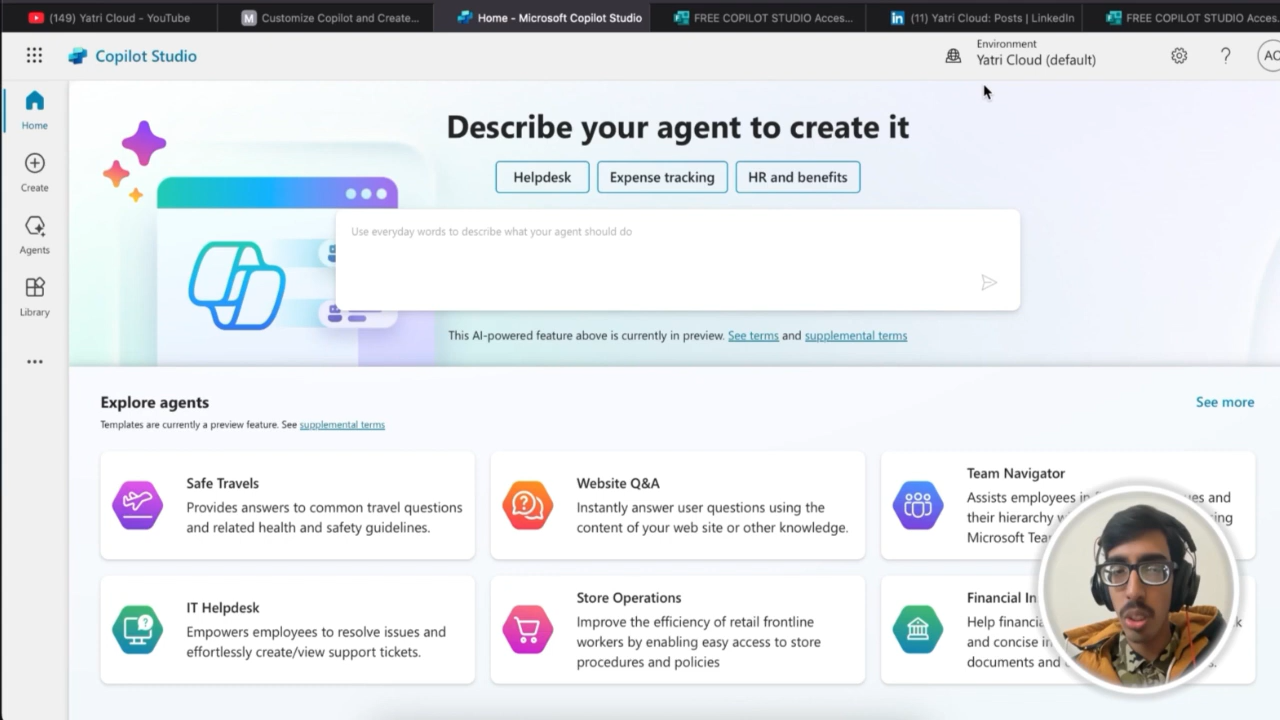 (149) Yatri Cloud - YouTube
Customize Copilot and Create...
Home - Microsoft Copilot Studio
FREE COPILOT STUDIO Acces...
(11) Yatri Cloud: Posts | LinkedIn
FREE COPILOT STUDIO Acces
Copilot Studio
Environment
Yatri Cloud (default)
?
AC
Home
Create
Agents
Library
Describe your agent to create it
Helpdesk
Expense tracking
HR and benefits
Use everyday words to describe what your agent should do
This AI-powered feature above is currently in preview. See terms and supplemental terms
Explore agents
See more
Templates are currently a preview feature. See supplemental terms
Safe Travels
Provides answers to common travel questions
and related health and safety guidelines.
Website Q&A
Instantly answer user questions using the
content of your web site or other knowledge.
Team Navigator
Assists employees in and
their hierarchy
Microsoft
IT Helpdesk
Empowers employees to resolve issues and
effortlessly create/view support tickets.
Store Operations
Improve the efficiency of retail frontline
workers by enabling easy access to store
procedures and policies
Financial
Help
and concise
documents and